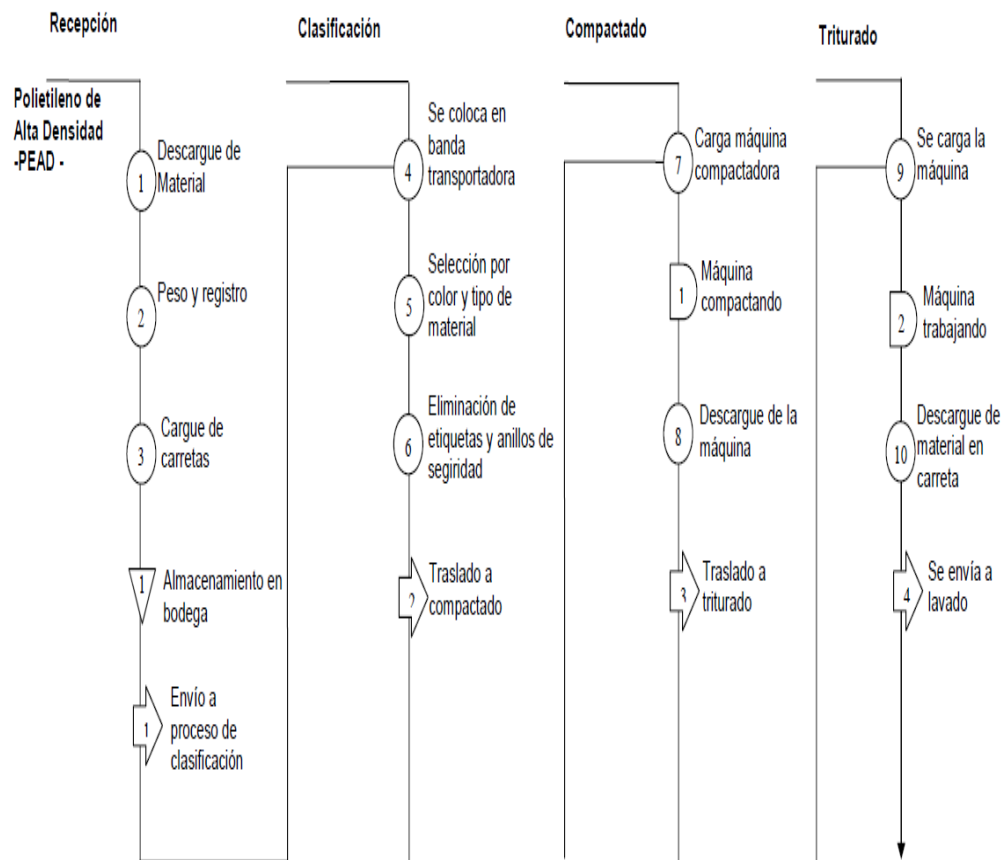 Recepción
Polietileno de
Alta Densidad
-PEAD -
1
Descargue de
Material
2
Peso y registro
3
Cargue de
carretas
1
Almacenamiento en
bodega
1
Envío a
proceso de
clasificación
Clasificación
4
Se coloca en
banda
transportadora
5
Selección por
color y tipo de
material
6
Eliminación de
etiquetas y anillos de
segiridad
2
Traslado a
compactado
Compactado
7
Carga máquina
compactadora
1
Máquina
compactando
8
Descargue de la
máquina
3
Traslado a
triturado
Triturado
9
Se carga la
máquina
2
Máquina
trabajando
10
Descargue de
material en
carreta
4
Se envía a
lavado